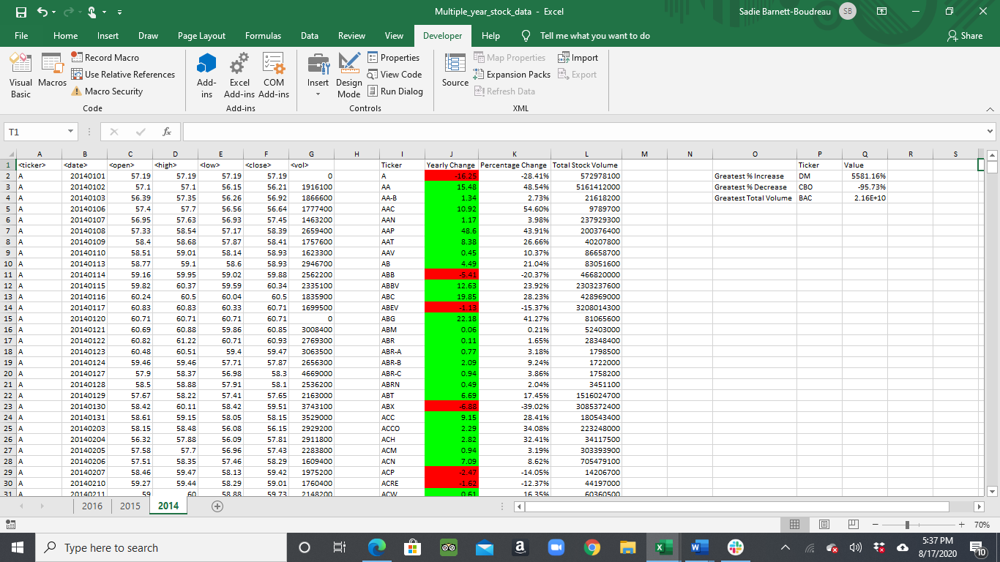 Multiple_year_stock_data - Excel
Sadie Barnett-Boudreau SB
File Home Insert Draw Page Layout Formulas Data Review View Developer Help Tell me what you want to do Share
Visual Basic
Macros
Record Macro
Use Relative References
Macro Security
Code
Add-ins
Excel Add-ins
COM Add-ins
Add-ins
Insert
Design Mode
Properties
View Code
Run Dialog
Controls
Source
Map Properties
Expansion Packs
Refresh Data
Import
Export
XML
T1
fx
A B C D E F G H I J K L M N O P Q R S
1 <ticker> <date> <open> <high> <low> <close> <vol> Ticker Yearly Change Percentage Change Total Stock Volume Ticker Value
2 A 20140101 57.19 57.19 57.19 57.19 0 A -16.25 -28.41% 572978100 Greatest % Increase DM 5581.16%
3 A 20140102 57.1 57.1 56.15 56.21 1916100 AA 15.48 48.54% 5161412000 Greatest % Decrease CBO -95.73%
4 A 20140103 56.39 57.35 56.26 56.92 1866600 AA-B 1.34 2.73% 21618200 Greatest Total Volume BAC 2.16E+10
5 A 20140106 57.4 57.7 56.56 56.64 1777400 AAC 10.92 54.60% 9789700
6 A 20140107 56.95 57.63 56.93 57.45 1463200 AAN 1.17 3.98% 237929300
7 A 20140108 57.33 58.54 57.17 58.39 2659400 AAP 48.6 43.91% 200376400
8 A 20140109 58.4 58.68 57.87 58.41 1757600 AAT 8.38 26.66% 40207800
9 A 20140110 58.51 59.01 58.14 58.93 1623300 AAV 0.45 10.37% 86658700
10 A 20140113 58.77 59.1 58.6 58.93 2946700 AB 4.49 21.04% 83051600
11 A 20140114 59.16 59.95 59.02 59.88 2562200 ABB -5.41 -20.37% 466820000
12 A 20140115 59.82 60.37 59.59 60.34 2335100 ABBV 12.63 23.92% 2303237600
13 A 20140116 60.24 60.5 60.04 60.5 1835900 ABC 19.85 28.23% 428969000
14 A 20140117 60.83 60.83 60.33 60.71 1699500 ABEV -1.13 -15.37% 3208014300
15 A 20140120 60.71 60.71 60.71 60.71 0 ABG 22.18 41.27% 81065600
16 A 20140121 60.69 60.88 59.86 60.85 3008400 ABM 0.06 0.21% 52403000
17 A 20140122 60.82 61.22 60.71 60.93 2769300 ABR 0.11 1.65% 28348400
18 A 20140123 60.48 60.51 59.4 59.47 3063500 ABR-A 0.77 3.18% 1798500
19 A 20140124 59.46 59.46 57.71 57.87 2656300 ABR-B 2.09 9.24% 1722000
20 A 20140127 57.9 58.37 56.98 58.3 4669000 ABR-C 0.94 3.86% 1758200
21 A 20140128 58.5 58.88 57.91 58.1 2536200 ABRN 0.49 2.04% 3451100
22 A 20140129 57.67 58.22 57.41 57.65 2163000 ABT 6.69 17.45% 1516024700
23 A 20140130 58.42 60.11 58.42 59.51 3743100 ABX -6.88 -39.02% 3085372400
24 A 20140131 58.61 59.15 58.05 58.15 3529000 ACC 9.15 28.41% 180543400
25 A 20140203 58.15 58.48 56.08 56.15 2929200 ACCO 2.29 34.08% 223248000
26 A 20140204 56.32 57.88 56.09 57.81 2911800 ACH 2.82 32.41% 34117500
27 A 20140205 57.58 57.7 56.96 57.43 2283800 ACM 0.94 3.19% 303393900
28 A 20140206 57.51 58.35 57.46 58.29 1609400 ACN 7.09 8.62% 705479100
29 A 20140207 58.46 59.47 58.13 59.42 1975200 ACP -2.47 -14.05% 14206700
30 A 20140210 59.27 59.44 58.29 59.01 1760400 ACRE -1.62 -12.37% 44197000
31 A 20140211 59 60 58.88 59.73 2148200 ACW 0.61 16.35% 60360500
2016 2015 2014
70%
Type here to search
5:37 PM
8/17/2020
10